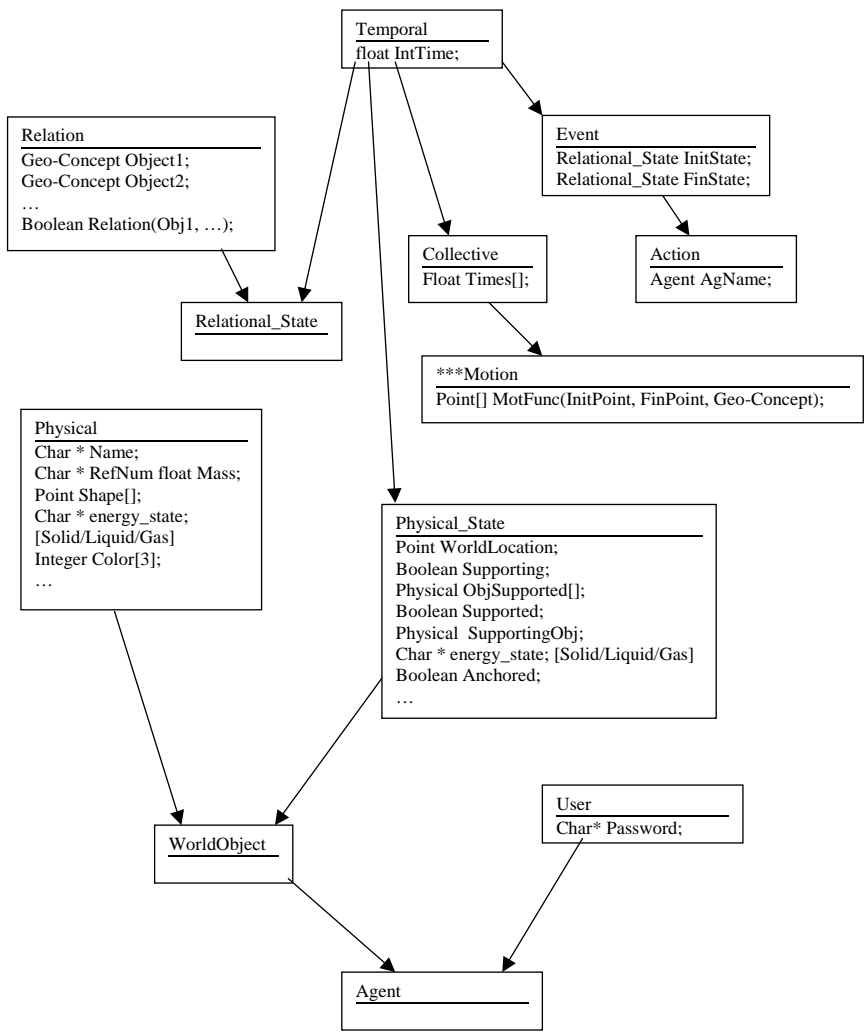 Temporal
float IntTime;
Relation
Geo-Concept Object1;
Geo-Concept Object2;
…
Boolean Relation(Obj1, …);
Event
Relational_State InitState;
Relational_State FinState;
Collective
Float Times[];
Action
Agent AgName;
Relational_State
***Motion
Point[] MotFunc(InitPoint, FinPoint, Geo-Concept);
Physical
Char * Name;
Char * RefNum float Mass;
Point Shape[];
Char * energy_state;
[Solid/Liquid/Gas]
Integer Color[3];
…
Physical_State
Point WorldLocation;
Boolean Supporting;
Physical ObjSupported[];
Boolean Supported;
Physical SupportingObj;
Char * energy_state; [Solid/Liquid/Gas]
Boolean Anchored;
…
User
Char* Password;
WorldObject
Agent